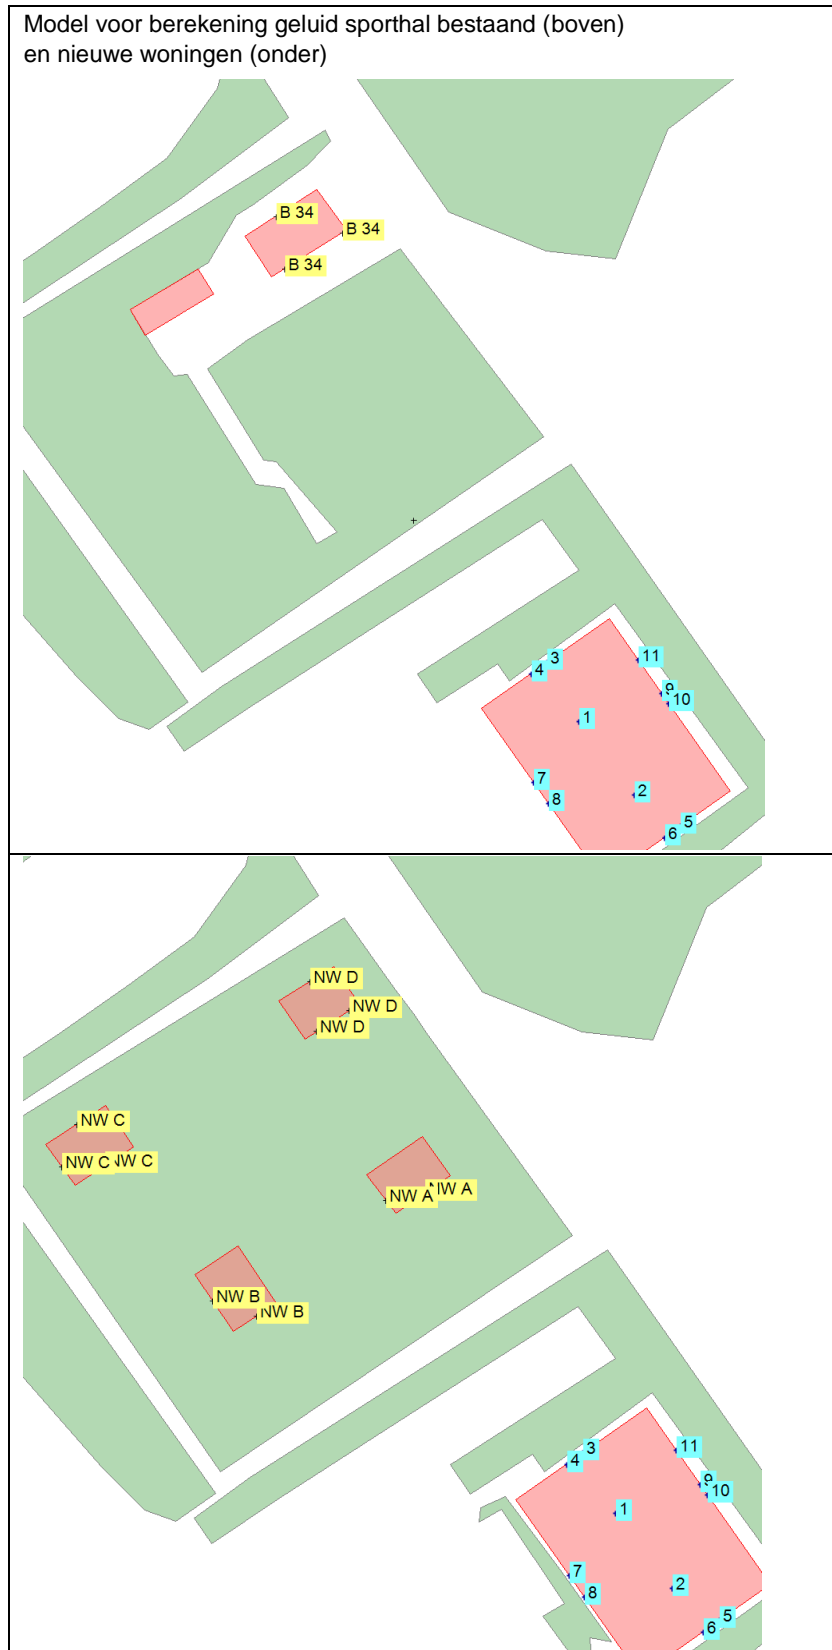 Model voor berekening geluid sporthal bestaand (boven)
en nieuwe woningen (onder)
B 34
B 34
B 34
3
11
4
9
10
1
7
2
8
5
6
NW D
NW D
NW D
NW C
NW C
NW C
NW A
NW A
NW B
NW B
3
11
4
9
10
1
7
2
8
5
6